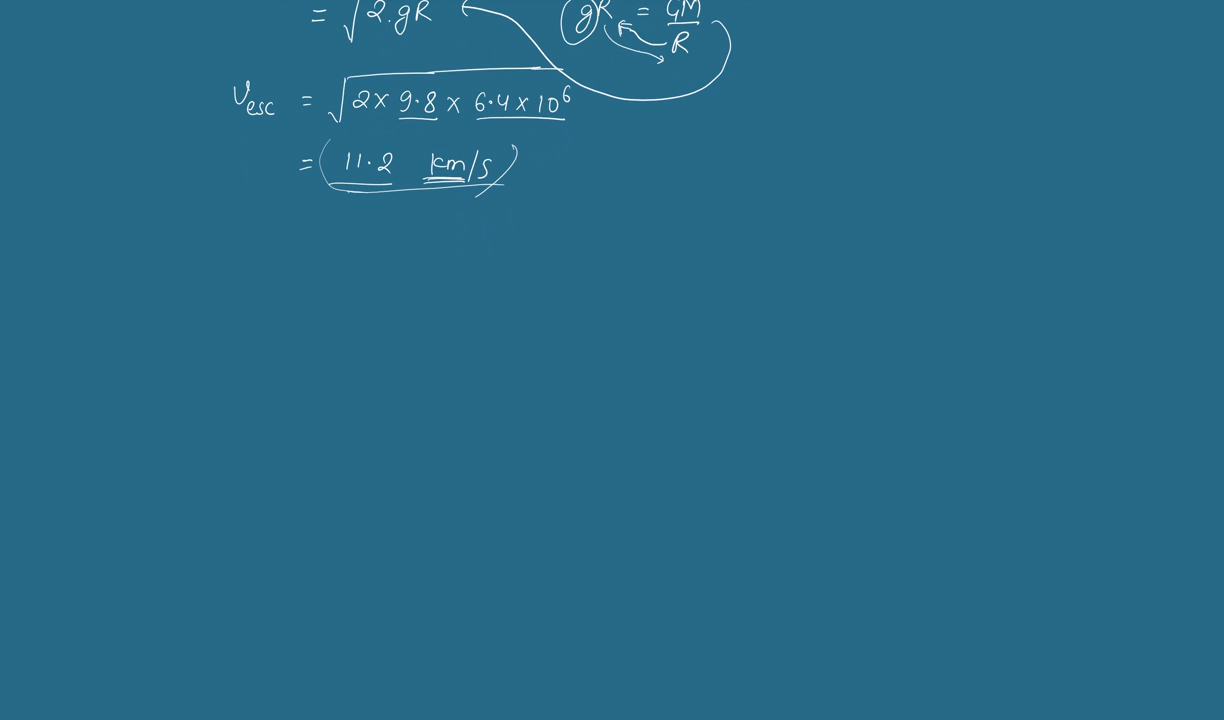 = √2.gR gR = GM/R
Vesc = √2 × 9.8 × 6.4 × 10⁶
= (11.2 km/s)